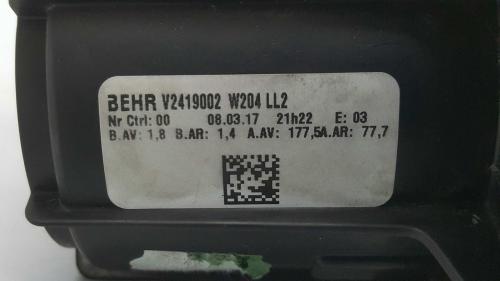 BEHR V2419002 W204 LL2
Nr Ctrl: 00 08.03.17 21h22 E: 03
B.AV: 1,8 B.AR: 1,4 A.AV: 177,5A.AR: 77,7